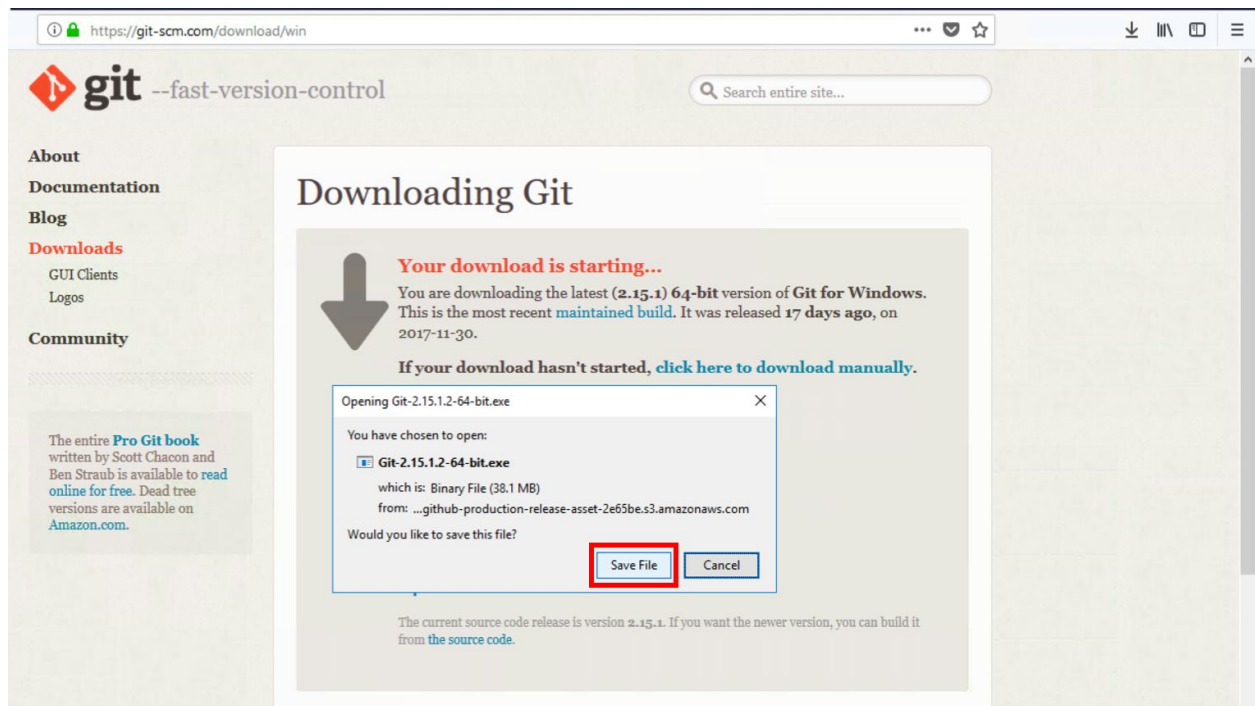 https://git-scm.com/download/win
git --fast-version-control
Search entire site...
About
Documentation
Blog
Downloads
GUI Clients
Logos
Community
The entire Pro Git book
written by Scott Chacon and
Ben Straub is available to read
online for free. Dead tree
versions are available on
Amazon.com.
Downloading Git
Your download is starting...
You are downloading the latest (2.15.1) 64-bit version of Git for Windows.
This is the most recent maintained build. It was released 17 days ago, on
2017-11-30.
If your download hasn't started, click here to download manually.
Opening Git-2.15.1.2-64-bit.exe
You have chosen to open:
Git-2.15.1.2-64-bit.exe
which is: Binary File (38.1 MB)
from: ...github-production-release-asset-2e65be.s3.amazonaws.com
Would you like to save this file?
Save File
Cancel
The current source code release is version 2.15.1. If you want the newer version, you can build it
from the source code.